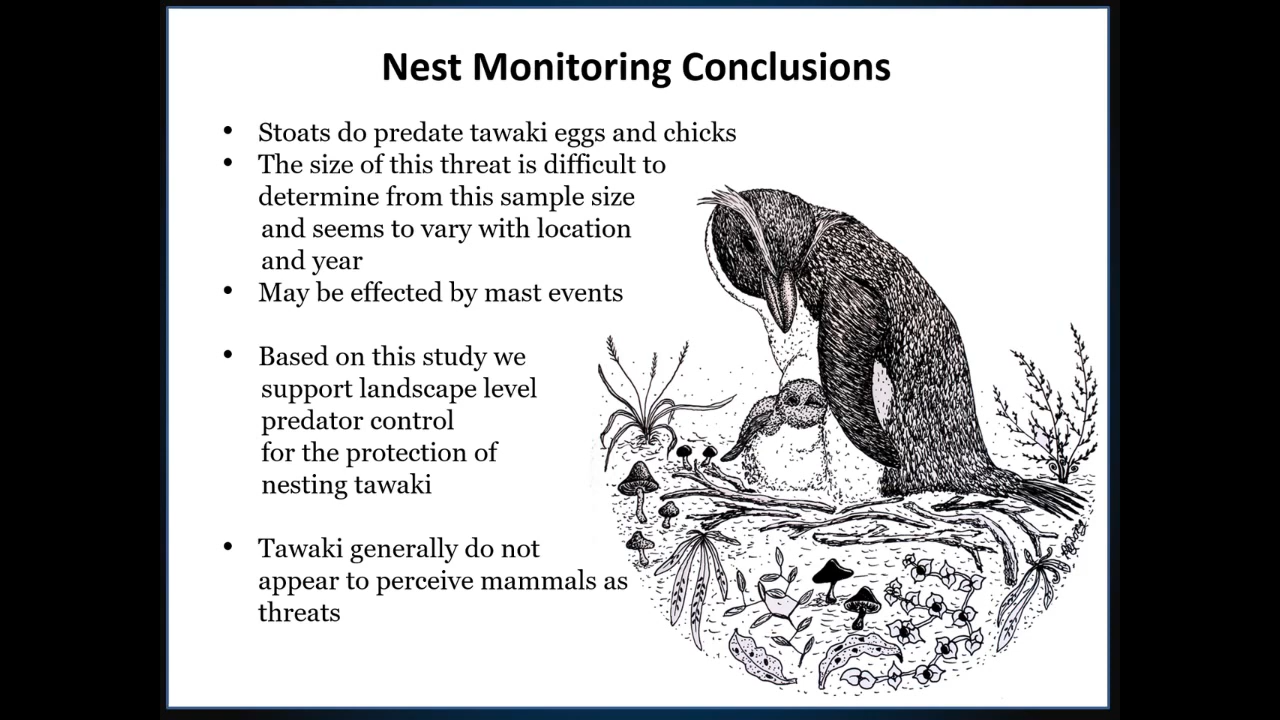 Nest Monitoring Conclusions
• Stoats do predate tawaki eggs and chicks
• The size of this threat is difficult to
determine from this sample size
and seems to vary with location
and year
• May be effected by mast events
• Based on this study we
support landscape level
predator control
for the protection of
nesting tawaki
• Tawaki generally do not
appear to perceive mammals as
threats